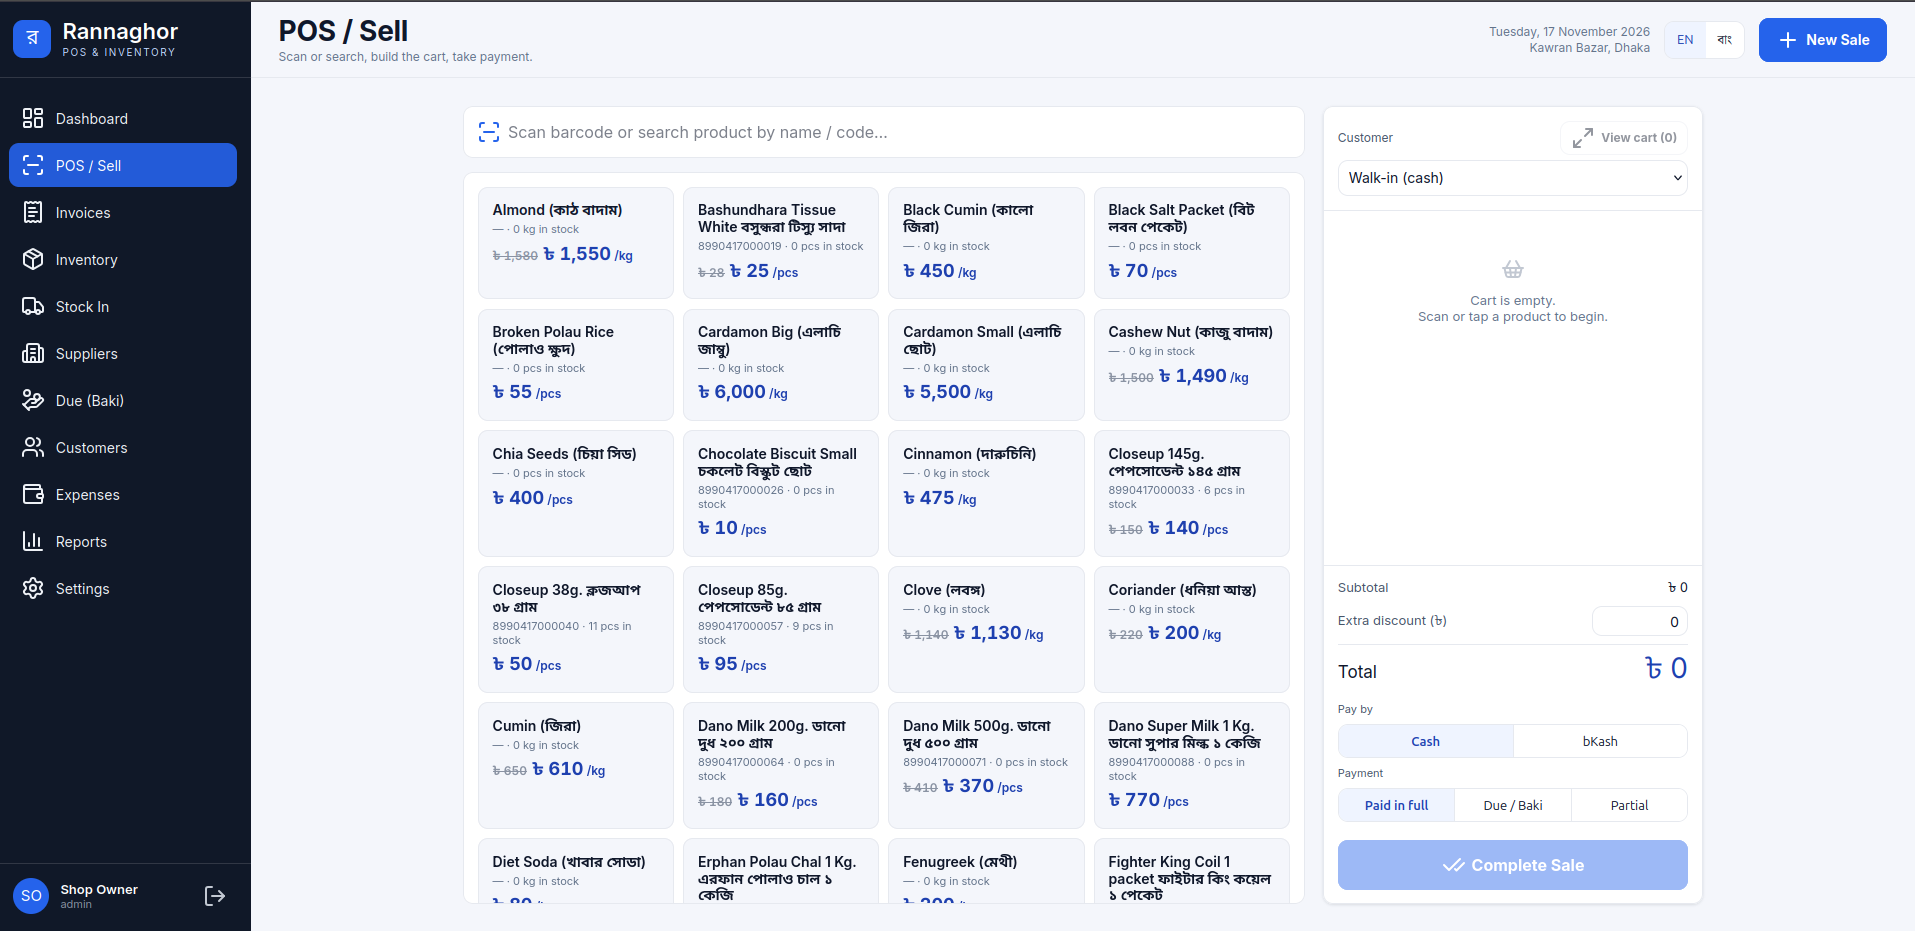 র
Rannaghor
POS & INVENTORY
Dashboard
POS / Sell
Invoices
Inventory
Stock In
Suppliers
Due (Baki)
Customers
Expenses
Reports
Settings
SO
Shop Owner
admin
POS / Sell
Scan or search, build the cart, take payment.
Tuesday, 17 November 2026
Kawran Bazar, Dhaka
EN
বাং
New Sale
Scan barcode or search product by name / code...
Almond (কাঠ বাদাম)
— · 0 kg in stock
৳ 1,580 ৳ 1,550 /kg
Bashundhara Tissue
White বসুন্ধরা টিস্যু সাদা
8990417000019 · 0 pcs in stock
৳ 28 ৳ 25 /pcs
Black Cumin (কালো
জিরা)
— · 0 kg in stock
৳ 450 /kg
Black Salt Packet (বিট
লবন পেকেট)
— · 0 pcs in stock
৳ 70 /pcs
Broken Polau Rice
(পোলাও ক্ষুদ)
— · 0 pcs in stock
৳ 55 /pcs
Cardamon Big (এলাচি
জাম্বু)
— · 0 kg in stock
৳ 6,000 /kg
Cardamon Small (এলাচি
ছোট)
— · 0 kg in stock
৳ 5,500 /kg
Cashew Nut (কাজু বাদাম)
— · 0 kg in stock
৳ 1,500 ৳ 1,490 /kg
Chia Seeds (চিয়া সিড)
— · 0 pcs in stock
৳ 400 /pcs
Chocolate Biscuit Small
চকলেট বিস্কুট ছোট
8990417000026 · 0 pcs in
stock
৳ 10 /pcs
Cinnamon (দারুচিনি)
— · 0 kg in stock
৳ 475 /kg
Closeup 145g.
পেপসোডেন্ট ১৪৫ গ্রাম
8990417000033 · 6 pcs in
stock
৳ 150 ৳ 140 /pcs
Closeup 38g. ক্লজআপ
৩৮ গ্রাম
8990417000040 · 11 pcs in
stock
৳ 50 /pcs
Closeup 85g.
পেপসোডেন্ট ৮৫ গ্রাম
8990417000057 · 9 pcs in
stock
৳ 95 /pcs
Clove (লবঙ্গ)
— · 0 kg in stock
৳ 1,140 ৳ 1,130 /kg
Coriander (ধনিয়া আস্ত)
— · 0 kg in stock
৳ 220 ৳ 200 /kg
Cumin (জিরা)
— · 0 kg in stock
৳ 650 ৳ 610 /kg
Dano Milk 200g. ডানো
দুধ ২০০ গ্রাম
8990417000064 · 0 pcs in
stock
৳ 180 ৳ 160 /pcs
Dano Milk 500g. ডানো
দুধ ৫০০ গ্রাম
8990417000071 · 0 pcs in stock
৳ 410 ৳ 370 /pcs
Dano Super Milk 1 Kg.
ডানো সুপার মিল্ক ১ কেজি
8990417000088 · 0 pcs in
stock
৳ 770 /pcs
Diet Soda (খাবার সোডা)
— · 0 kg in stock
Erphan Polau Chal 1 Kg.
এরফান পোলাও চাল ১
কেজি
Fenugreek (মেথী)
— · 0 kg in stock
Fighter King Coil 1
packet ফাইটার কিং কয়েল
১ পেকেট
Customer
View cart (0)
Walk-in (cash)
Cart is empty.
Scan or tap a product to begin.
Subtotal
৳ 0
Extra discount (৳)
0
Total
৳ 0
Pay by
Cash
bKash
Payment
Paid in full
Due / Baki
Partial
Complete Sale